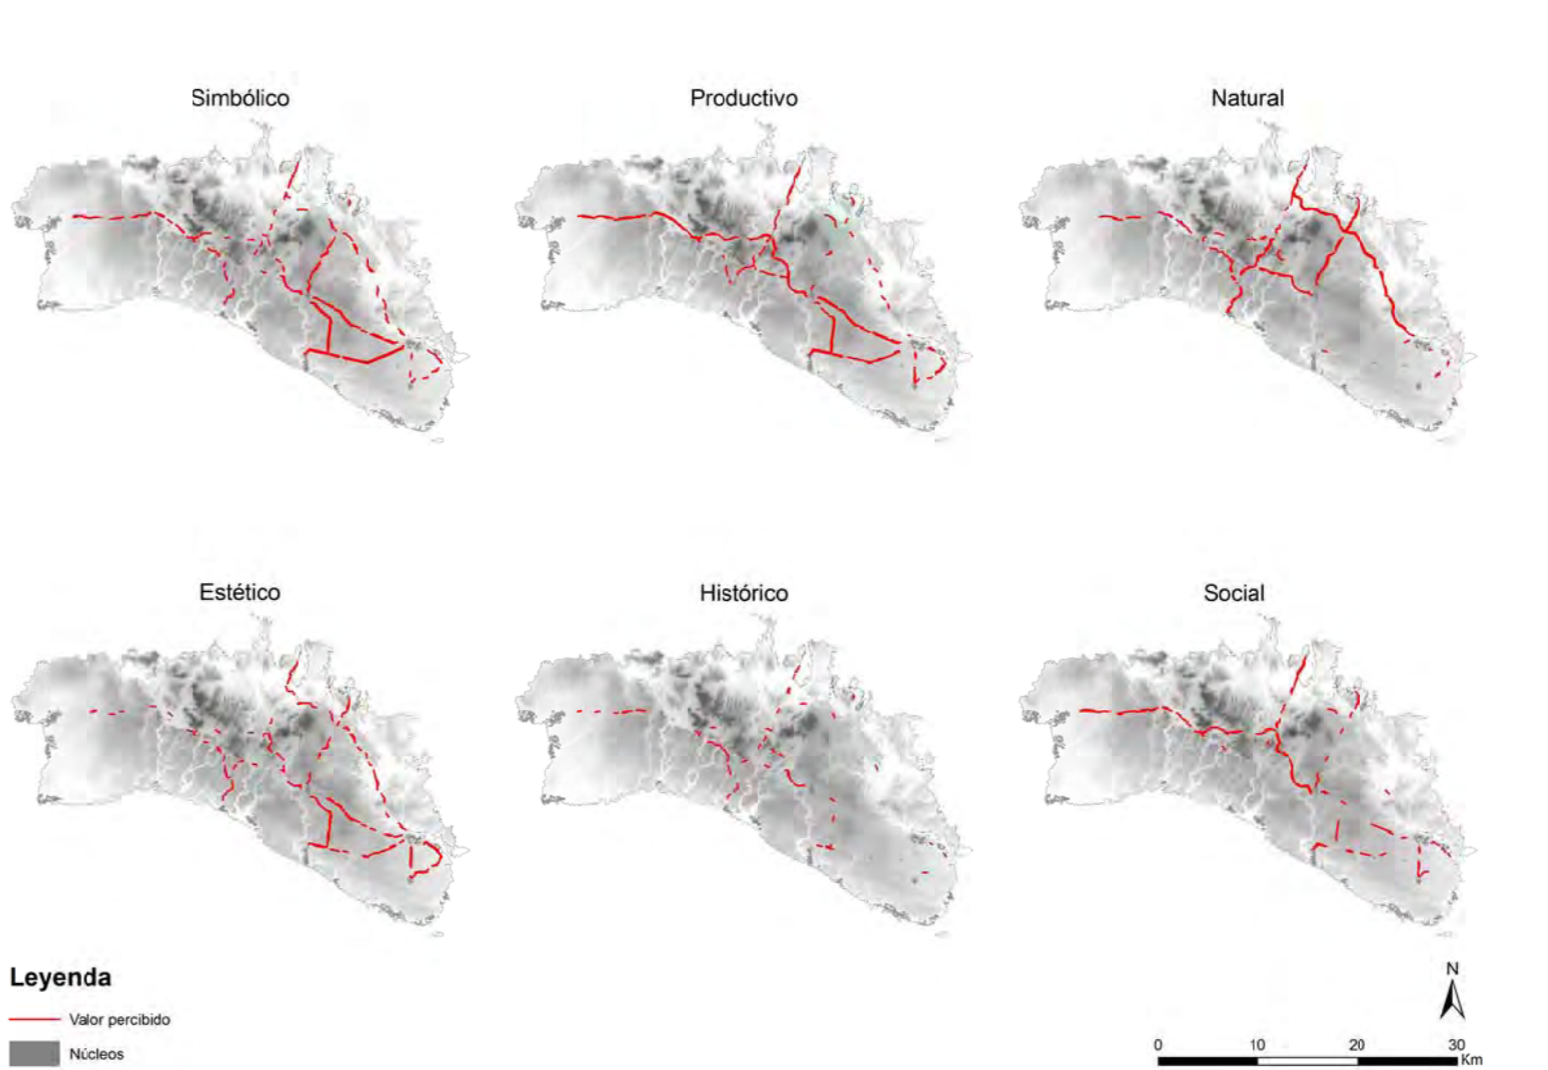 Simbólico
Productivo
Natural
Estético
Histórico
Social
Leyenda
Valor percibido
Núcleos
N
0 10 20 30
Km